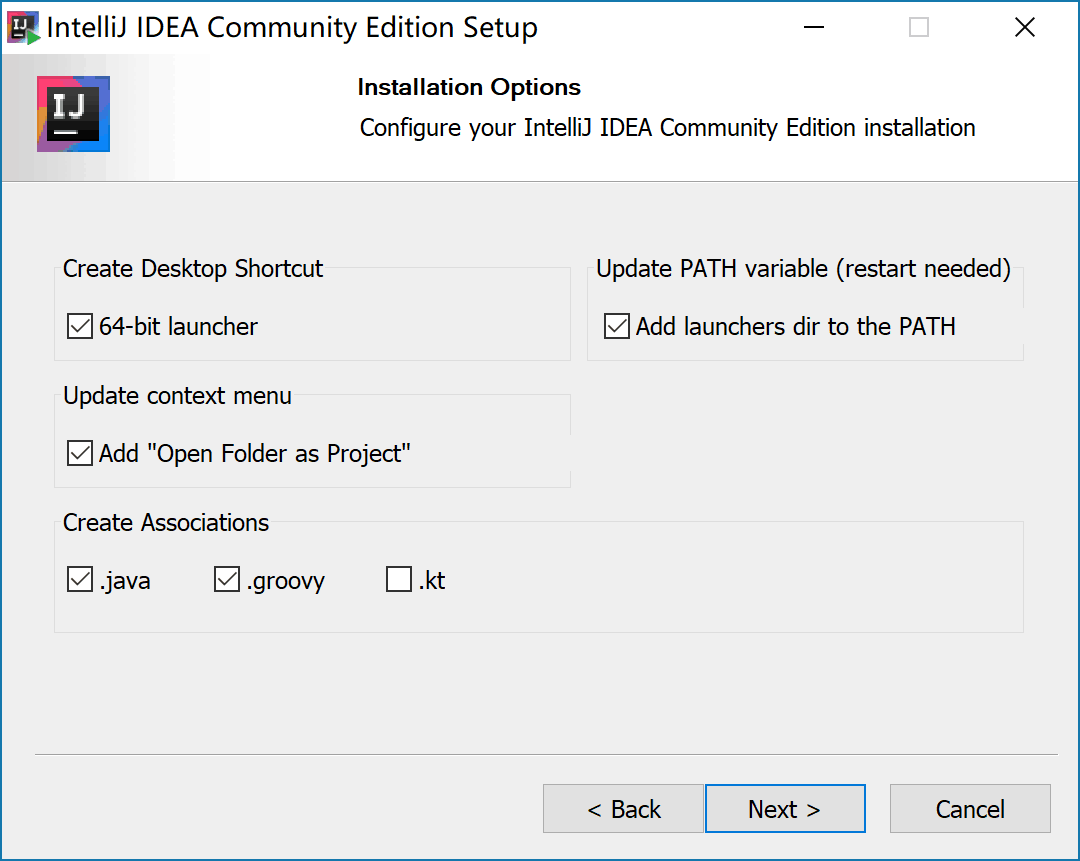 IntelliJ IDEA Community Edition Setup
IJ
Installation Options
Configure your IntelliJ IDEA Community Edition installation
Create Desktop Shortcut
64-bit launcher
Update PATH variable (restart needed)
Add launchers dir to the PATH
Update context menu
Add "Open Folder as Project"
Create Associations
.java .groovy .kt
< Back Next > Cancel